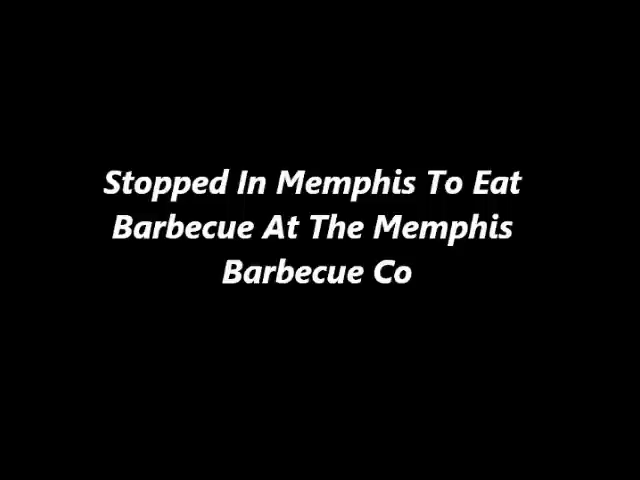 Stopped In Memphis To Eat
Barbecue At The Memphis
Barbecue Co